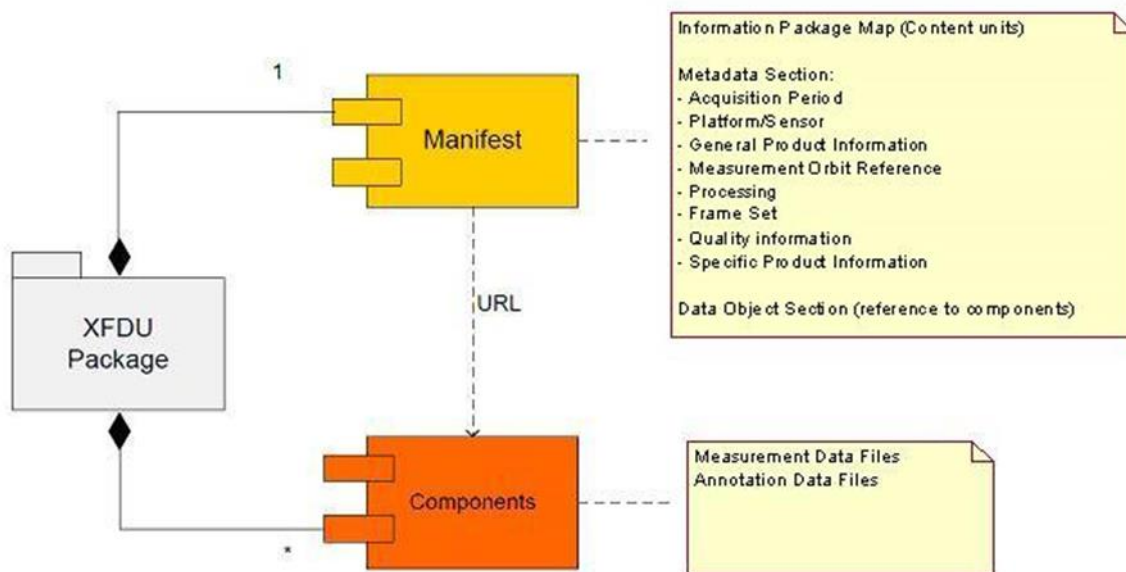 1
Manifest
Information Package Map (Content units)
Metadata Section:
- Acquisition Period
- Platform/Sensor
- General Product Information
- Measurement Orbit Reference
- Processing
- Frame Set
- Quality information
- Specific Product Information
Data Object Section (reference to components)
XFDU
Package
URL
Components
*
Measurement Data Files
Annotation Data Files